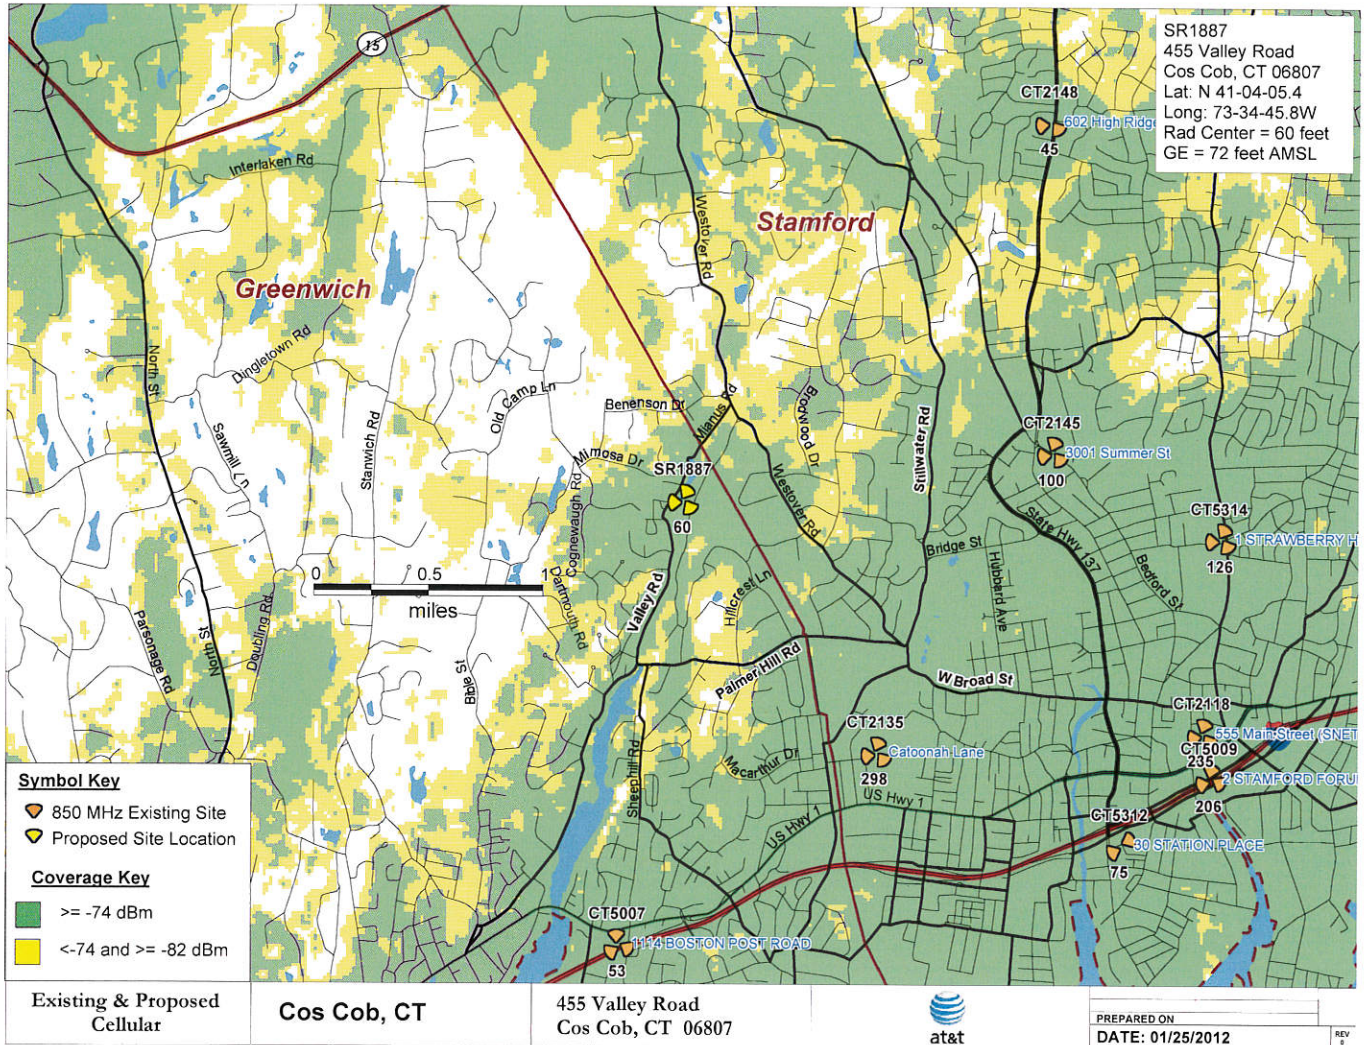 SR1887
455 Valley Road
Cos Cob, CT 06807
Lat: N 41-04-05.4
Long: 73-34-45.8W
Rad Center = 60 feet
GE = 72 feet AMSL
15
CT2148
602 High Ridge
45
Interlaken Rd
Westover Rd
Stamford
Greenwich
North St
Dingletown Rd
Old Camp Ln
Benenson Dr
Mianus Rd
Brodwood Dr
Stillwater Rd
Sawmill Ln
Stanwich Rd
Mimosa Dr
SR1887
60
Westover Rd
CT2145
3001 Summer St
100
CT5314
1 STRAWBERRY H
126
State Hwy 137
Bridge St
Hubbard Ave
Bedford St
Cognewaugh Rd
Dartmouth Rd
0 0.5 1
miles
Valley Rd
Hillcrest Ln
Parsonage Rd
North St
Doubling Rd
Bible St
Palmer Hill Rd
W Broad St
CT2135
Catoonah Lane
298
Macarthur Dr
Sheephill Rd
US Hwy 1
US Hwy 1
CT2118
555 Main Street (SNET
CT5009
235
2 STAMFORD FORU
206
CT5312
30 STATION PLACE
75
CT5007
1114 BOSTON POST ROAD
53
Symbol Key
850 MHz Existing Site
Proposed Site Location
Coverage Key
>= -74 dBm
<-74 and >= -82 dBm
Existing & Proposed
Cellular
Cos Cob, CT
455 Valley Road
Cos Cob, CT 06807
at&t
PREPARED ON
DATE: 01/25/2012
REV
0